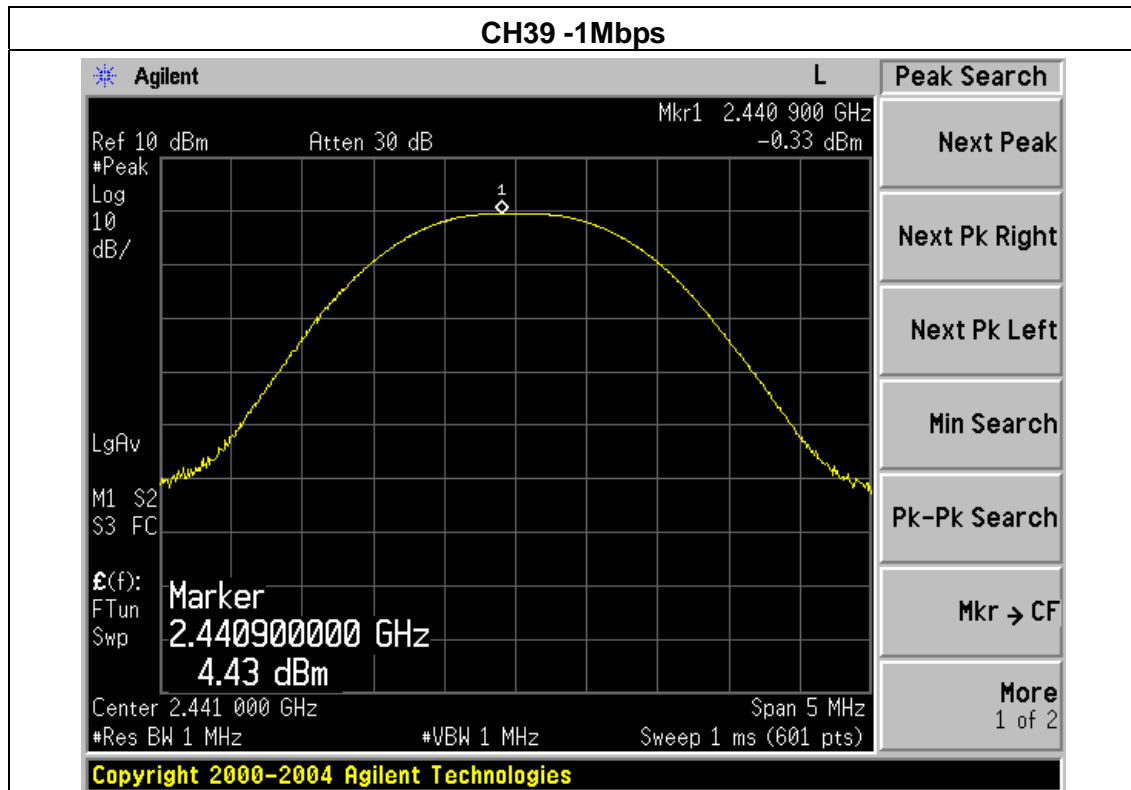 CH39 -1Mbps
Agilent L Peak Search
Mkr1 2.440 900 GHz
Ref 10 dBm Atten 30 dB -0.33 dBm
#Peak
Log
10
dB/
1
LgAv
M1 S2
S3 FC
£(f):
FTun
Swp
Marker
2.440900000 GHz
4.43 dBm
Center 2.441 000 GHz Span 5 MHz
#Res BW 1 MHz #VBW 1 MHz Sweep 1 ms (601 pts)
Next Peak
Next Pk Right
Next Pk Left
Min Search
Pk-Pk Search
Mkr → CF
More
1 of 2
Copyright 2000-2004 Agilent Technologies